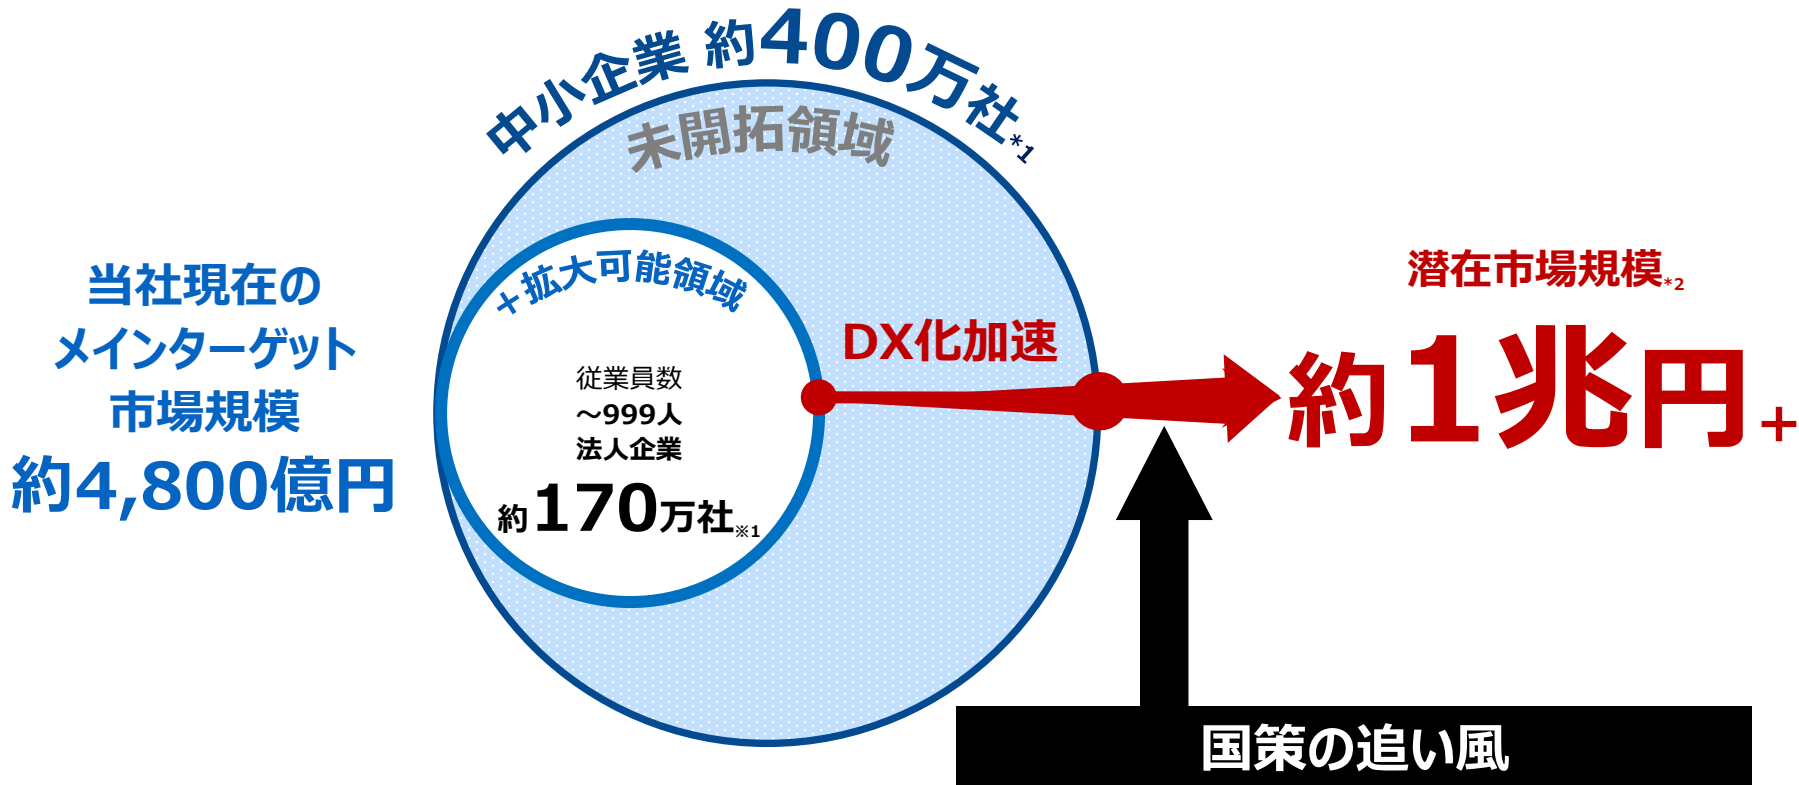 中小企業 約400万社*1
未開拓領域
当社現在の
メインターゲット
市場規模
約4,800億円
＋拡大可能領域
従業員数
～999人
法人企業
約170万社※1
DX化加速
潜在市場規模*2
約1兆円+
国策の追い風